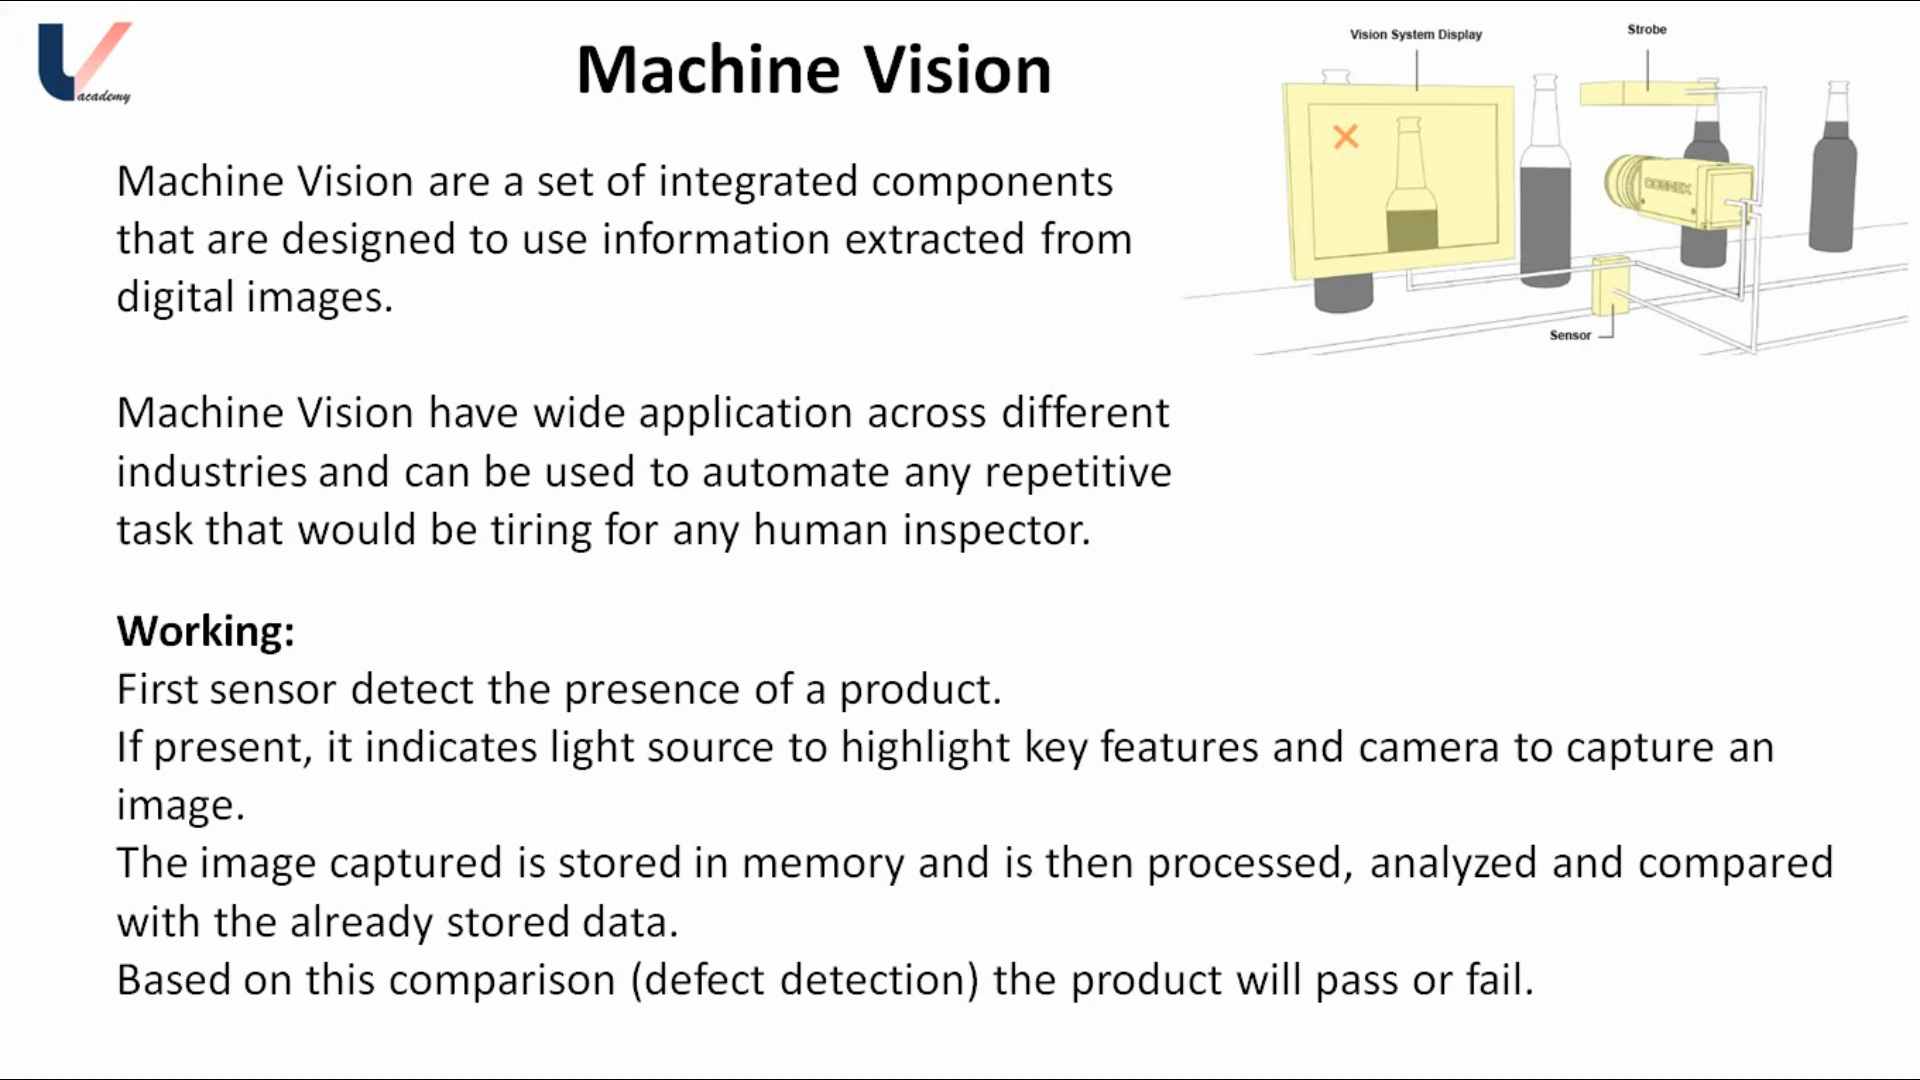 academy
Machine Vision
Vision System Display
Strobe
COGNEX
Sensor
Machine Vision are a set of integrated components
that are designed to use information extracted from
digital images.
Machine Vision have wide application across different
industries and can be used to automate any repetitive
task that would be tiring for any human inspector.
Working:
First sensor detect the presence of a product.
If present, it indicates light source to highlight key features and camera to capture an
image.
The image captured is stored in memory and is then processed, analyzed and compared
with the already stored data.
Based on this comparison (defect detection) the product will pass or fail.